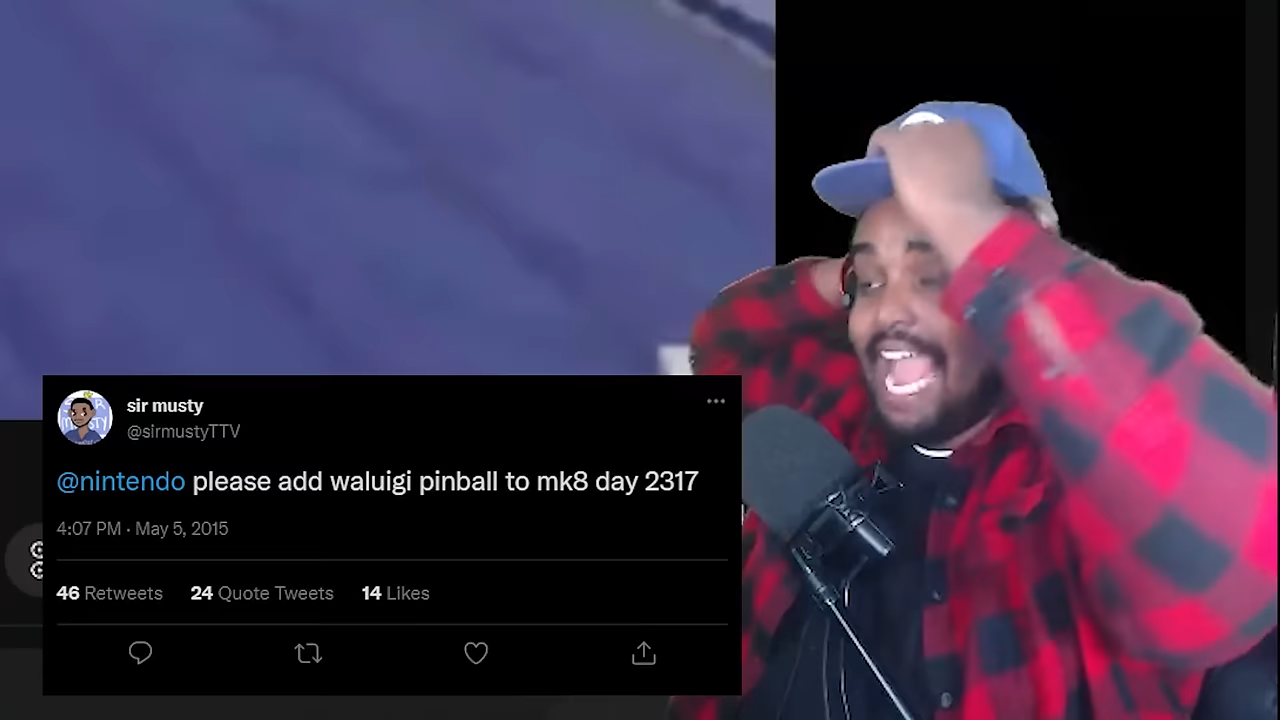 sir musty
@sirmustyTTV
@nintendo please add waluigi pinball to mk8 day 2317
4:07 PM · May 5, 2015
46 Retweets 24 Quote Tweets 14 Likes